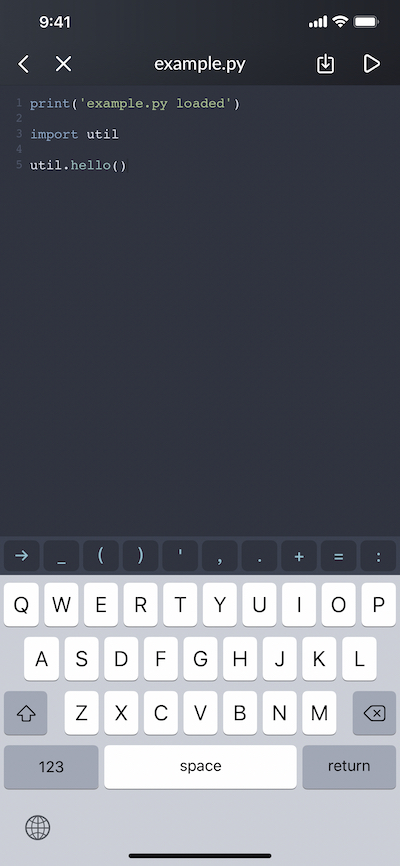 9:41
example.py
1 print('example.py loaded')
2
3 import util
4
5 util.hello()
→ _ ( ) ' , . + = :
Q W E R T Y U I O P
A S D F G H J K L
Z X C V B N M
123 space return